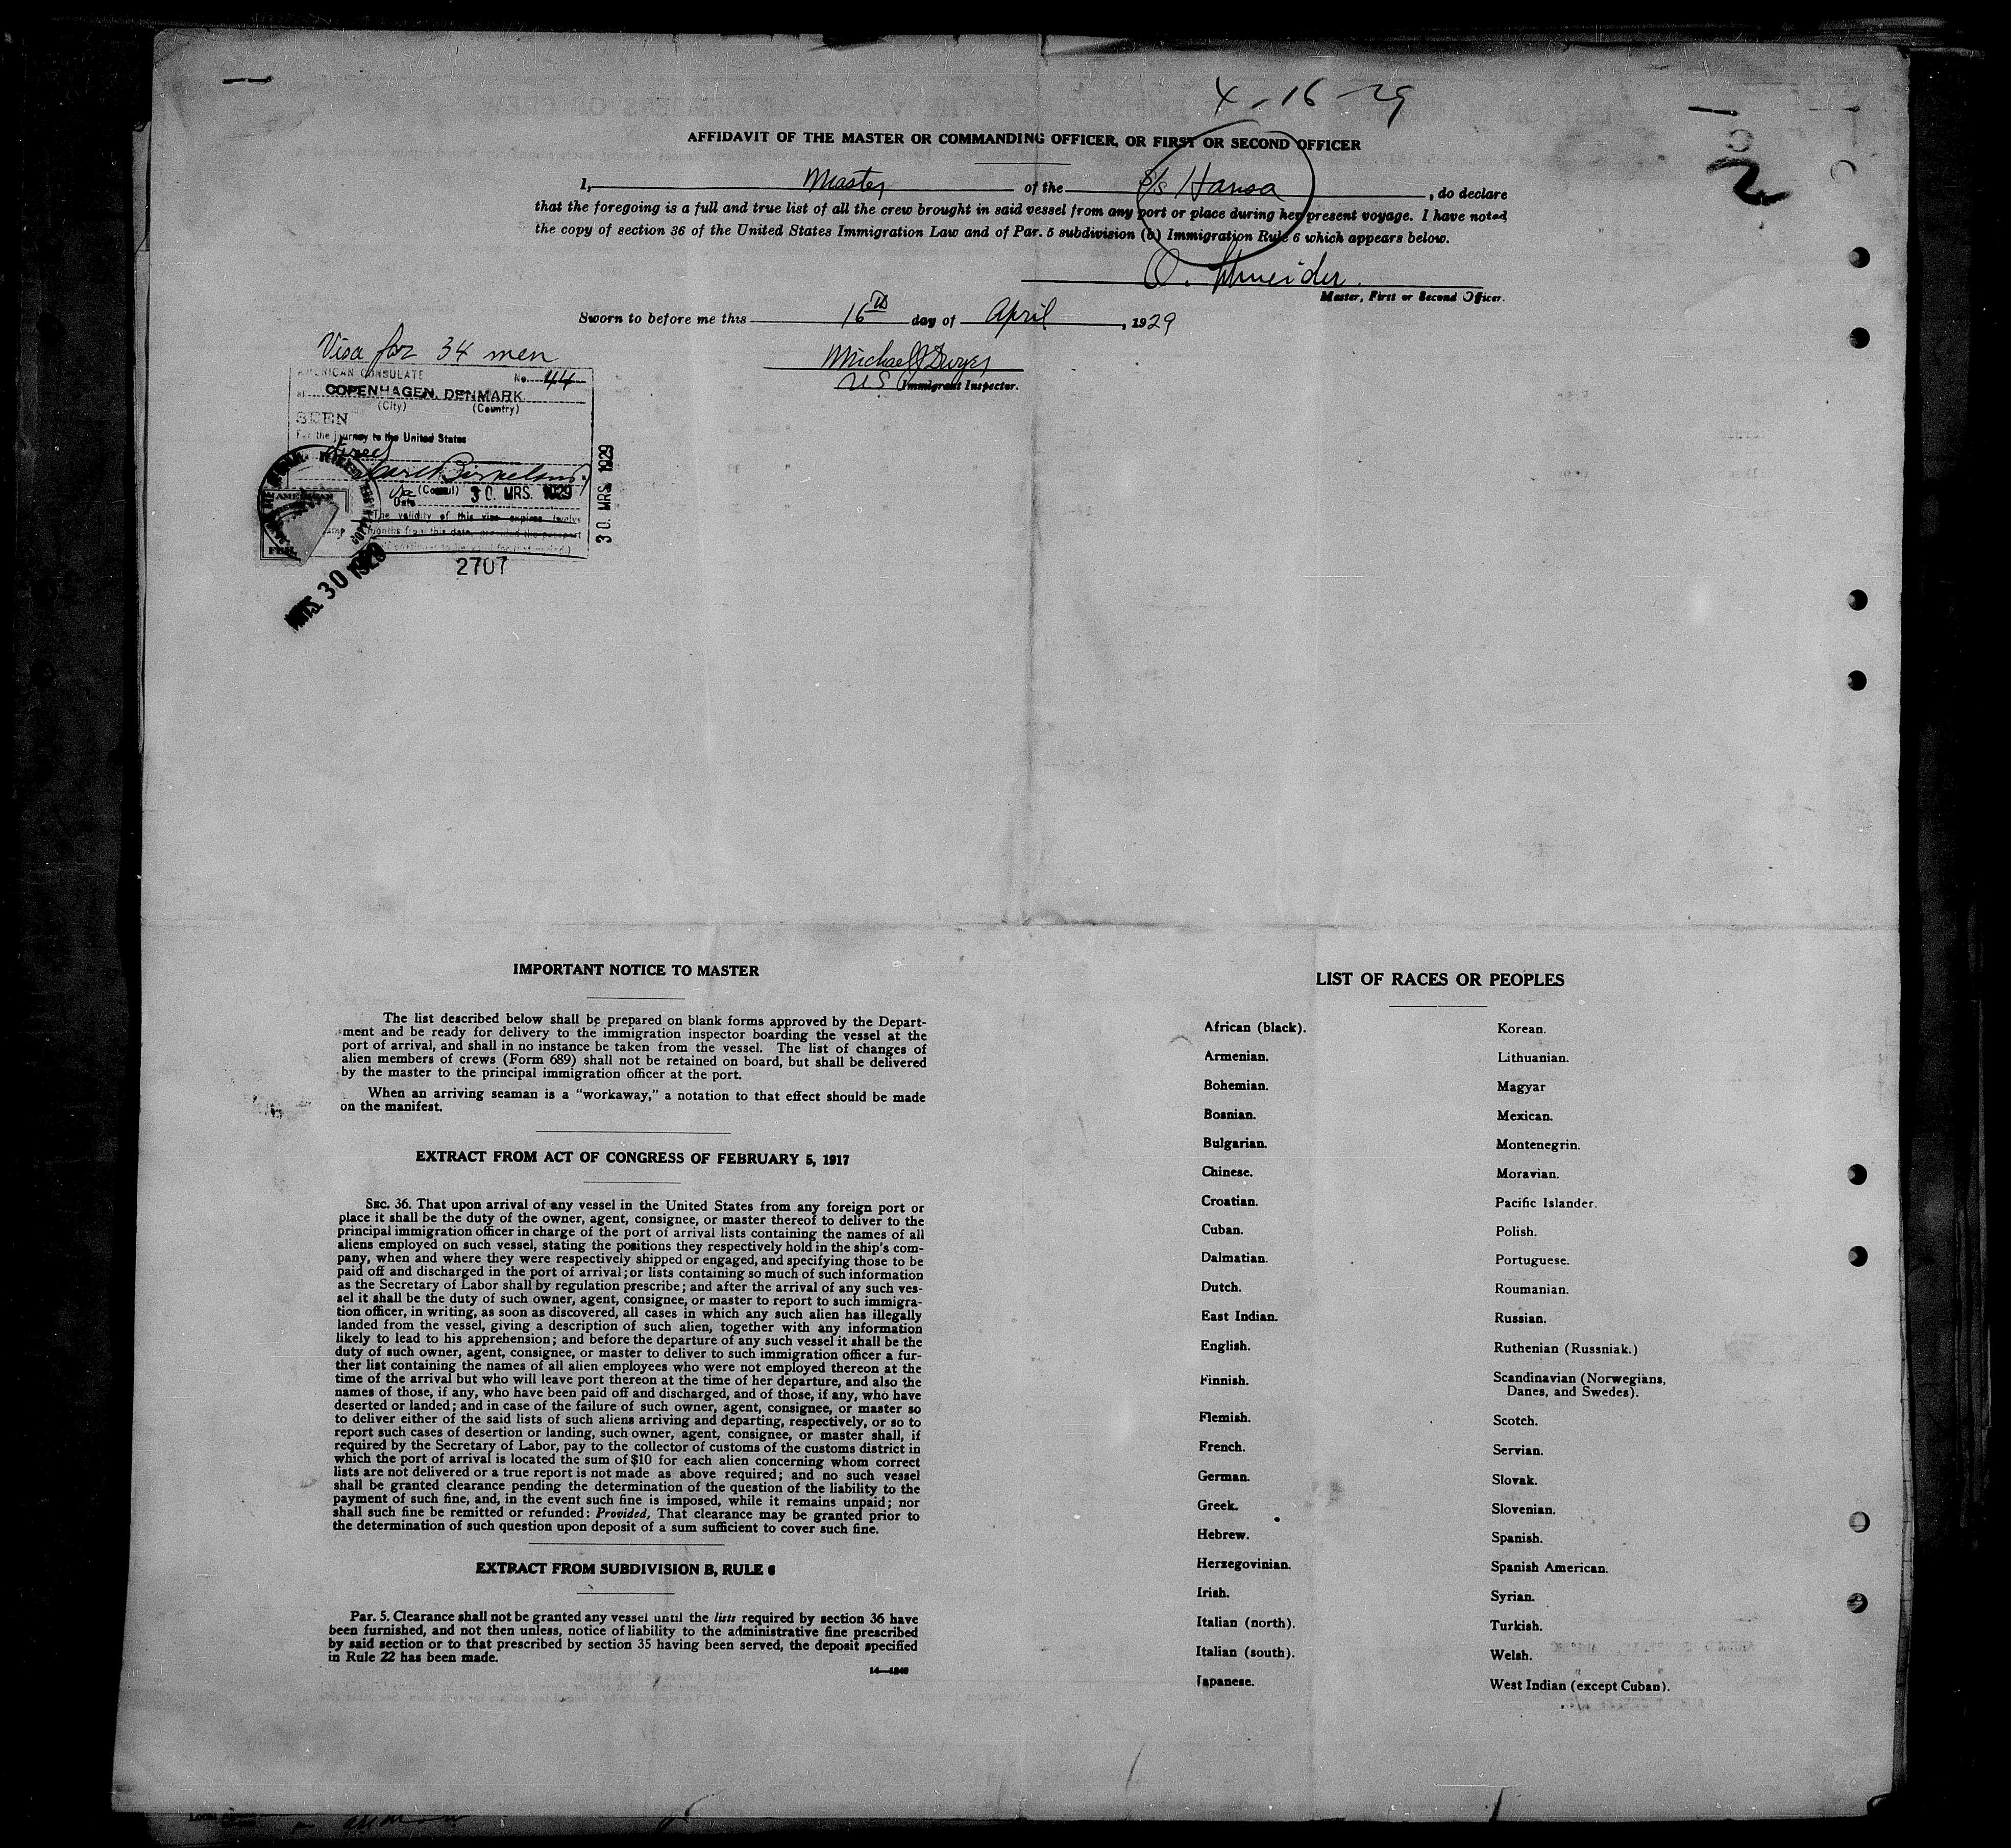 4-16-29
2
AFFIDAVIT OF THE MASTER OR COMMANDING OFFICER, OR FIRST OR SECOND OFFICER
I, Master of the S/s Hansa, do declare
that the foregoing is a full and true list of all the crew brought in said vessel from any port or place during her present voyage. I have noted
the copy of section 36 of the United States Immigration Law and of Par. 5 subdivision (b) Immigration Rule 6 which appears below.
O. Schneider.
Master, First or Second Officer.
Sworn to before me this 16th day of April, 1929
Michael J Dwyer
US Immigrant Inspector.
Visa for 34 men
AMERICAN CONSULATE No. 44
at COPENHAGEN, DENMARK
(City) (Country)
SEEN
For the journey to the United States
direct
(Consul)
Date 30. MRS. 1929
The validity of this visa expires twelve
months from this date, provided the passport
30. MRS 1929
2707
MRS. 30 1929
IMPORTANT NOTICE TO MASTER
The list described below shall be prepared on blank forms approved by the Depart-
ment and be ready for delivery to the immigration inspector boarding the vessel at the
port of arrival, and shall in no instance be taken from the vessel. The list of changes of
alien members of crews (Form 689) shall not be retained on board, but shall be delivered
by the master to the principal immigration officer at the port.
When an arriving seaman is a "workaway," a notation to that effect should be made
on the manifest.
EXTRACT FROM ACT OF CONGRESS OF FEBRUARY 5, 1917
SEC. 36. That upon arrival of any vessel in the United States from any foreign port or
place it shall be the duty of the owner, agent, consignee, or master thereof to deliver to the
principal immigration officer in charge of the port of arrival lists containing the names of all
aliens employed on such vessel, stating the positions they respectively hold in the ship's com-
pany, when and where they were respectively shipped or engaged, and specifying those to be
paid off and discharged in the port of arrival; or lists containing so much of such information
as the Secretary of Labor shall by regulation prescribe; and after the arrival of any such ves-
sel it shall be the duty of such owner, agent, consignee, or master to report to such immigra-
tion officer, in writing, as soon as discovered, all cases in which any such alien has illegally
landed from the vessel, giving a description of such alien, together with any information
likely to lead to his apprehension; and before the departure of any such vessel it shall be the
duty of such owner, agent, consignee, or master to deliver to such immigration officer a fur-
ther list containing the names of all alien employees who were not employed thereon at the
time of the arrival but who will leave port thereon at the time of her departure, and also the
names of those, if any, who have been paid off and discharged, and of those, if any, who have
deserted or landed; and in case of the failure of such owner, agent, consignee, or master so
to deliver either of the said lists of such aliens arriving and departing, respectively, or so to
report such cases of desertion or landing, such owner, agent, consignee, or master shall, if
required by the Secretary of Labor, pay to the collector of customs of the customs district in
which the port of arrival is located the sum of $10 for each alien concerning whom correct
lists are not delivered or a true report is not made as above required; and no such vessel
shall be granted clearance pending the determination of the question of the liability to the
payment of such fine, and, in the event such fine is imposed, while it remains unpaid; nor
shall such fine be remitted or refunded: Provided, That clearance may be granted prior to
the determination of such question upon deposit of a sum sufficient to cover such fine.
EXTRACT FROM SUBDIVISION B, RULE 6
Par. 5. Clearance shall not be granted any vessel until the lists required by section 36 have
been furnished, and not then unless, notice of liability to the administrative fine prescribed
by said section or to that prescribed by section 35 having been served, the deposit specified
in Rule 22 has been made.
14—1240
LIST OF RACES OR PEOPLES
African (black).
Armenian.
Bohemian.
Bosnian.
Bulgarian.
Chinese.
Croatian.
Cuban.
Dalmatian.
Dutch.
East Indian.
English.
Finnish.
Flemish.
French.
German.
Greek.
Hebrew.
Herzegovinian.
Irish.
Italian (north).
Italian (south).
Japanese.
Korean.
Lithuanian.
Magyar
Mexican.
Montenegrin.
Moravian.
Pacific Islander.
Polish.
Portuguese.
Roumanian.
Russian.
Ruthenian (Russniak.)
Scandinavian (Norwegians,
Danes, and Swedes).
Scotch.
Servian.
Slovak.
Slovenian.
Spanish.
Spanish American.
Syrian.
Turkish.
Welsh.
West Indian (except Cuban).